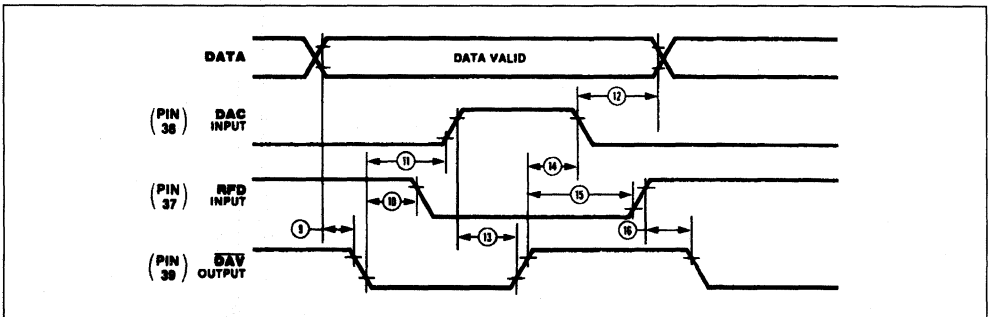 DATA
DATA VALID
12
(PIN 38) DAC INPUT
11
14
(PIN 37) RFD INPUT
10
15
9
13
16
(PIN 39) D̅A̅V̅ OUTPUT